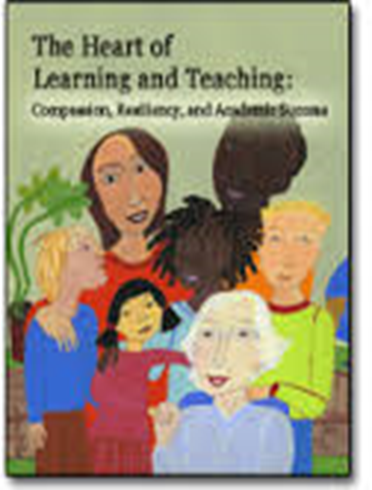 The Heart of
Learning and Teaching:
Compassion, Resiliency, and Academic Success